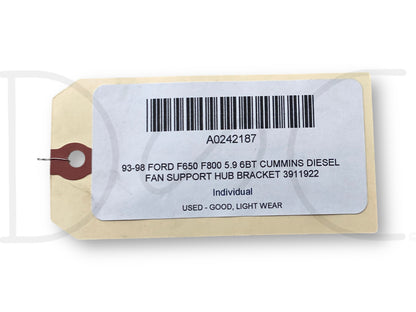 A0242187
93-98 FORD F650 F800 5.9 6BT CUMMINS DIESEL
FAN SUPPORT HUB BRACKET 3911922
Individual
USED - GOOD, LIGHT WEAR